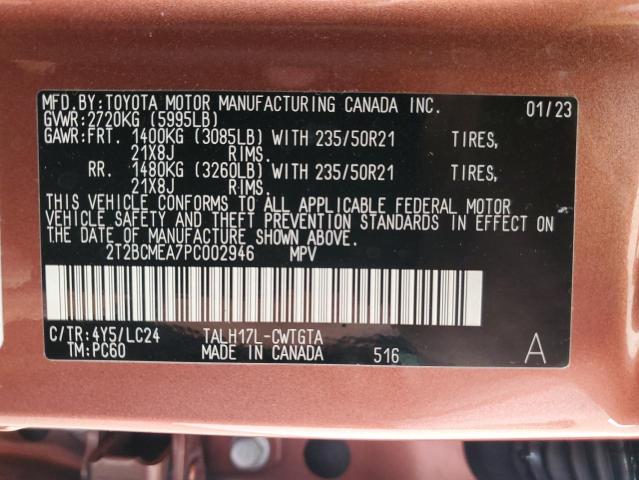 MFD.BY:TOYOTA MOTOR MANUFACTURING CANADA INC. 01/23
GVWR:2720KG (5995LB)
GAWR:FRT. 1400KG (3085LB) WITH 235/50R21 TIRES,
21X8J RIMS.
RR. 1480KG (3260LB) WITH 235/50R21 TIRES,
21X8J RIMS.
THIS VEHICLE CONFORMS TO ALL APPLICABLE FEDERAL MOTOR
VEHICLE SAFETY AND THEFT PREVENTION STANDARDS IN EFFECT ON
THE DATE OF MANUFACTURE SHOWN ABOVE.
2T2BCMEA7PC002946 MPV
C/TR:4Y5/LC24 TALH17L-CWTGTA
TM:PC60 MADE IN CANADA 516 A